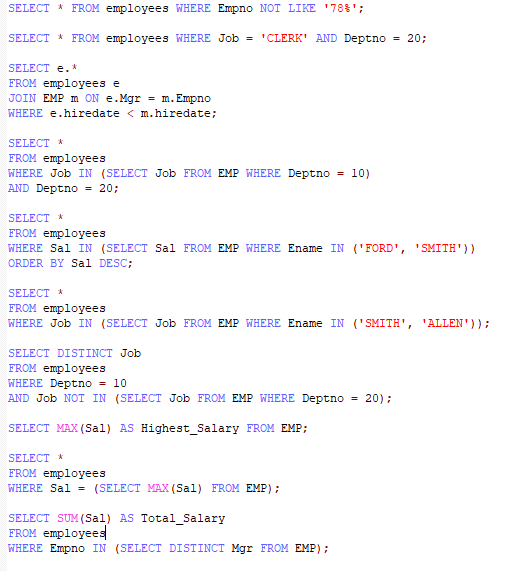 SELECT * FROM employees WHERE Empno NOT LIKE '78%';
SELECT * FROM employees WHERE Job = 'CLERK' AND Deptno = 20;
SELECT e.*
FROM employees e
JOIN EMP m ON e.Mgr = m.Empno
WHERE e.hiredate < m.hiredate;
SELECT *
FROM employees
WHERE Job IN (SELECT Job FROM EMP WHERE Deptno = 10)
AND Deptno = 20;
SELECT *
FROM employees
WHERE Sal IN (SELECT Sal FROM EMP WHERE Ename IN ('FORD', 'SMITH'))
ORDER BY Sal DESC;
SELECT *
FROM employees
WHERE Job IN (SELECT Job FROM EMP WHERE Ename IN ('SMITH', 'ALLEN'));
SELECT DISTINCT Job
FROM employees
WHERE Deptno = 10
AND Job NOT IN (SELECT Job FROM EMP WHERE Deptno = 20);
SELECT MAX(Sal) AS Highest_Salary FROM EMP;
SELECT *
FROM employees
WHERE Sal = (SELECT MAX(Sal) FROM EMP);
SELECT SUM(Sal) AS Total_Salary
FROM employees
WHERE Empno IN (SELECT DISTINCT Mgr FROM EMP);